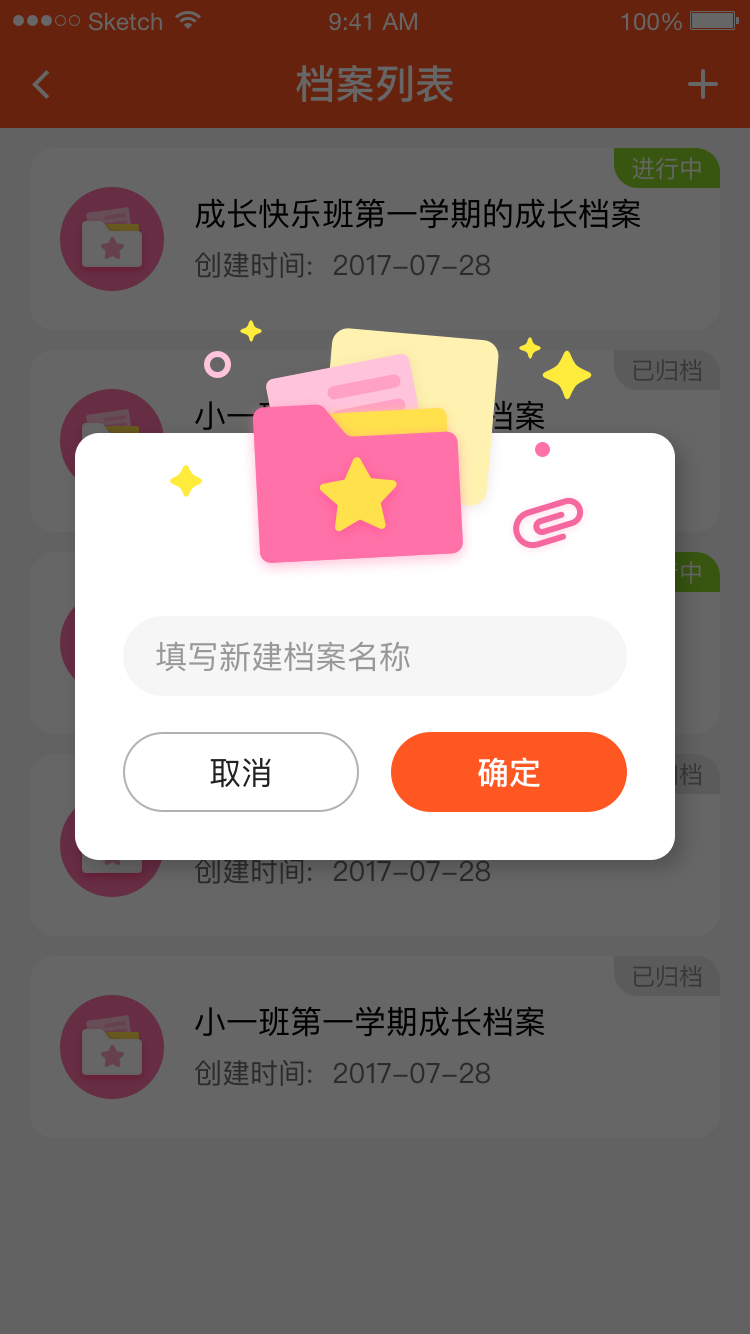 Sketch 9:41 AM 100%
档案列表
进行中
成长快乐班第一学期的成长档案
创建时间: 2017-07-28
已归档
小一 档案
中
填写新建档案名称
取消 确定
档
创建时间: 2017-07-28
已归档
小一班第一学期成长档案
创建时间: 2017-07-28